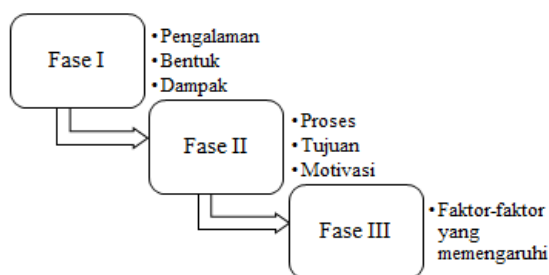 Fase I
•Pengalaman
•Bentuk
•Dampak
Fase II
•Proses
•Tujuan
•Motivasi
Fase III
•Faktor-faktor
yang
memengaruhi